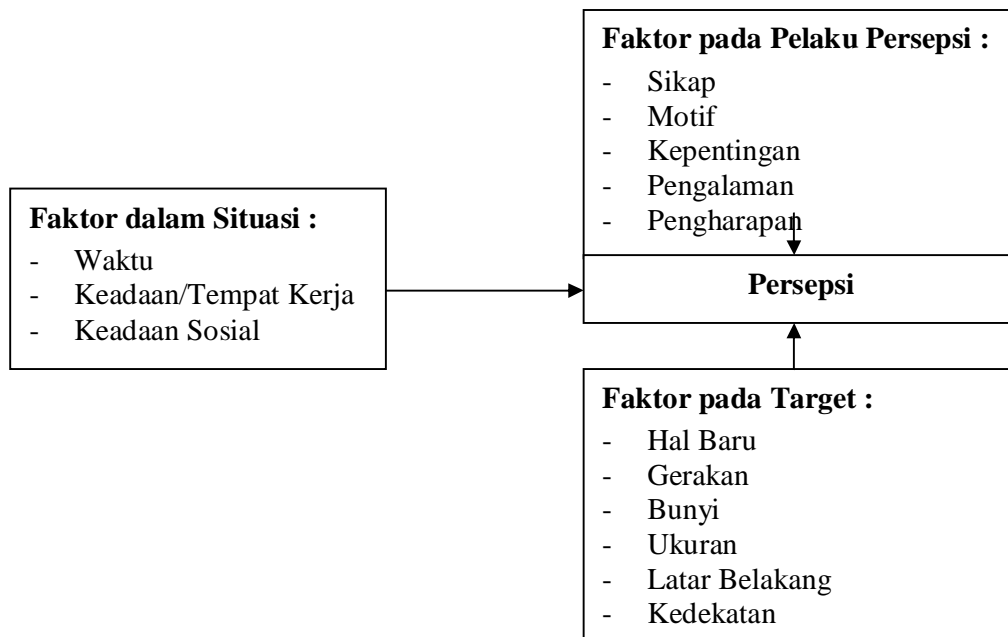 Faktor pada Pelaku Persepsi :
- Sikap
- Motif
- Kepentingan
- Pengalaman
- Pengharapan
Faktor dalam Situasi :
- Waktu
- Keadaan/Tempat Kerja
- Keadaan Sosial
Persepsi
Faktor pada Target :
- Hal Baru
- Gerakan
- Bunyi
- Ukuran
- Latar Belakang
- Kedekatan